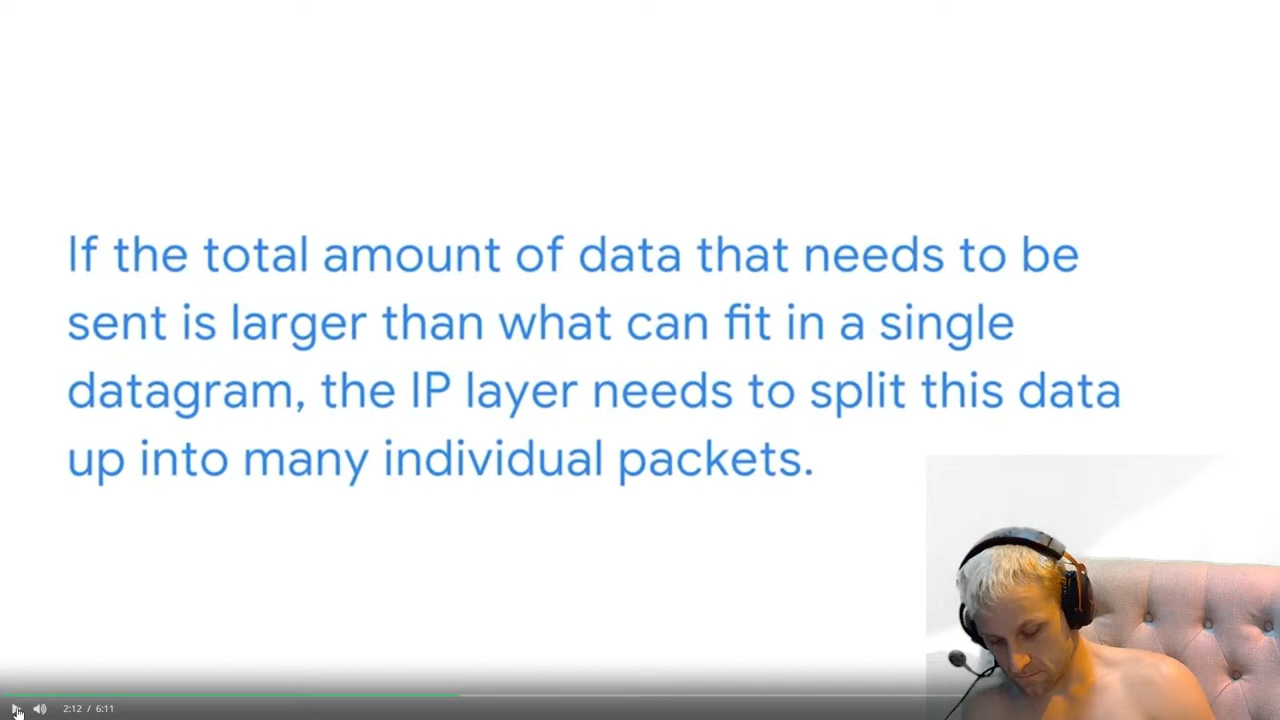 If the total amount of data that needs to be
sent is larger than what can fit in a single
datagram, the IP layer needs to split this data
up into many individual packets.
2:12 / 6:11